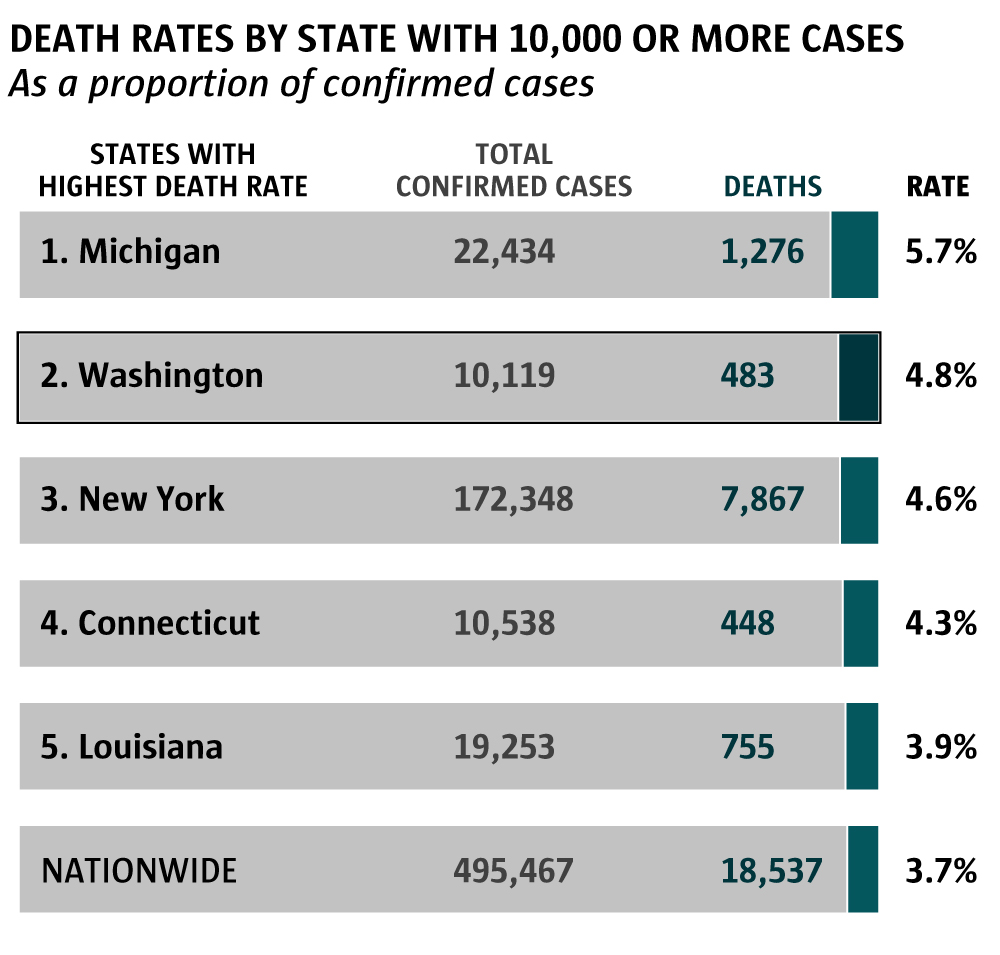 DEATH RATES BY STATE WITH 10,000 OR MORE CASES
As a proportion of confirmed cases
STATES WITH
HIGHEST DEATH RATE
TOTAL
CONFIRMED CASES
DEATHS
RATE
1. Michigan 22,434 1,276 5.7%
2. Washington 10,119 483 4.8%
3. New York 172,348 7,867 4.6%
4. Connecticut 10,538 448 4.3%
5. Louisiana 19,253 755 3.9%
NATIONWIDE 495,467 18,537 3.7%